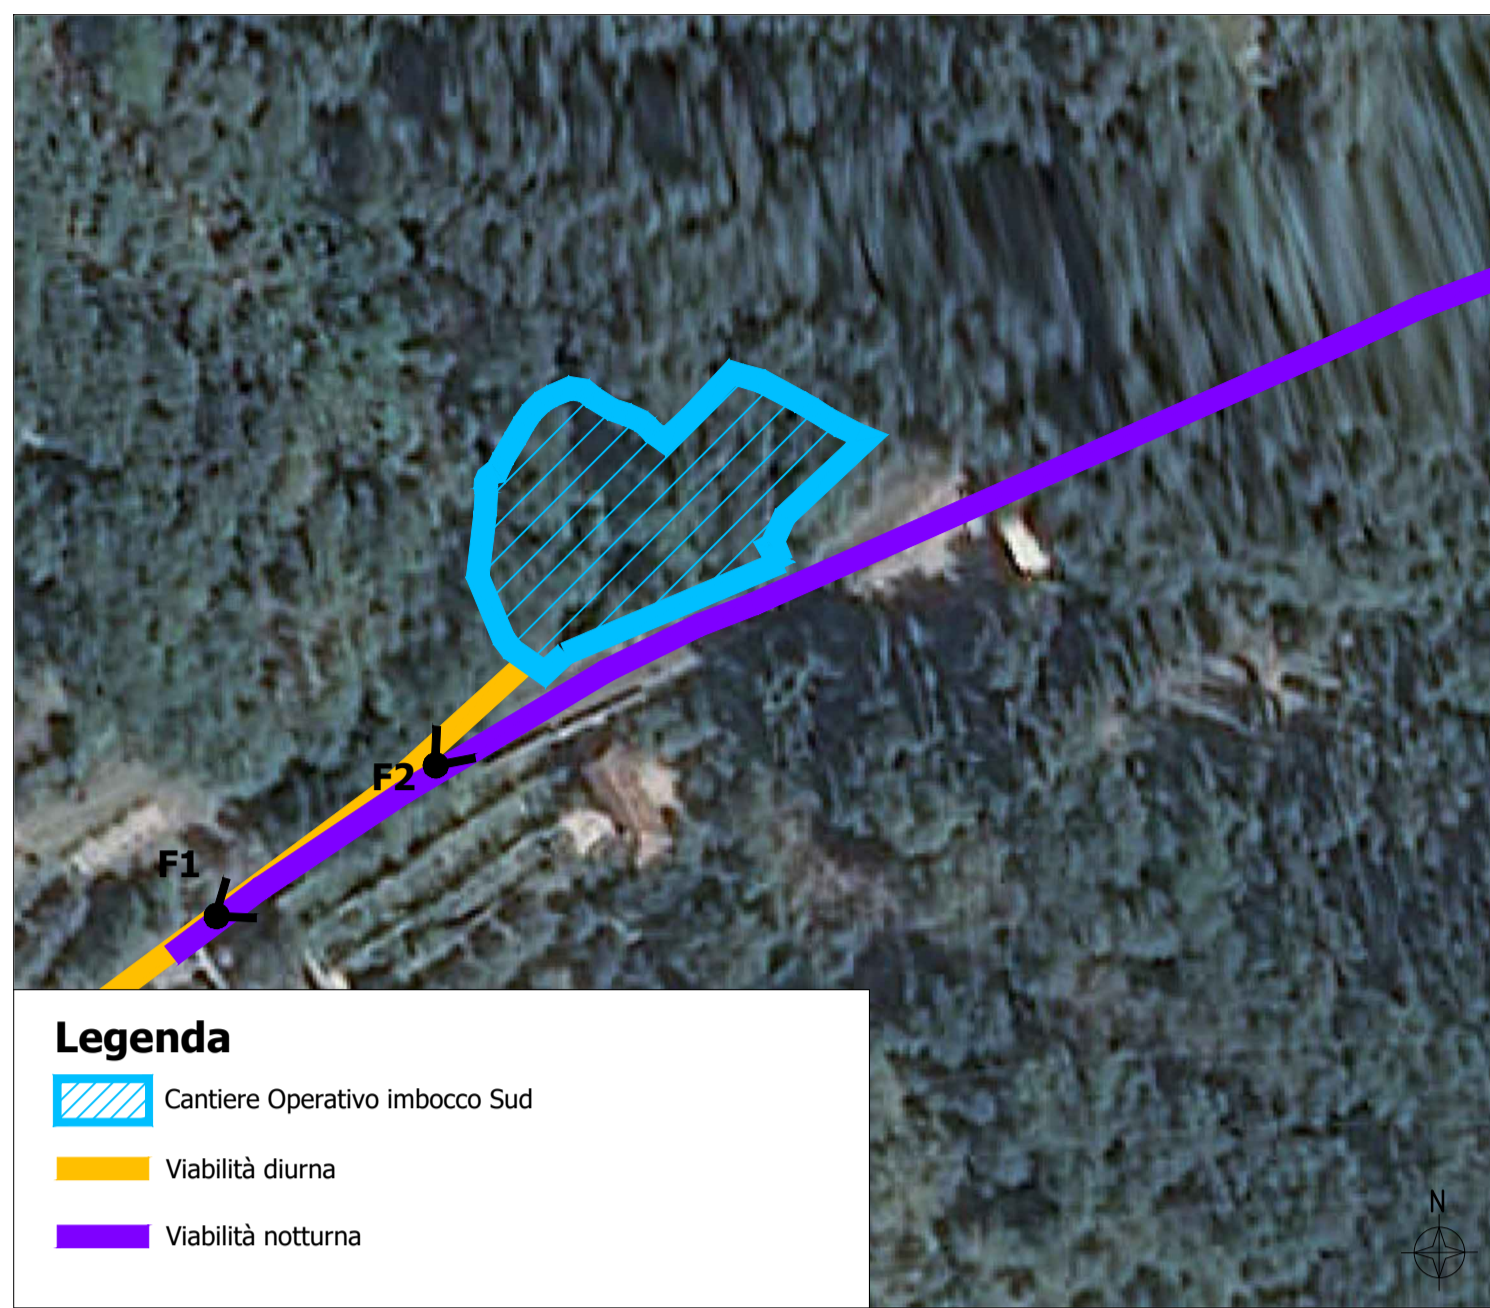 F2
F1
Legenda
Cantiere Operativo imbocco Sud
Viabilità diurna
Viabilità notturna
N